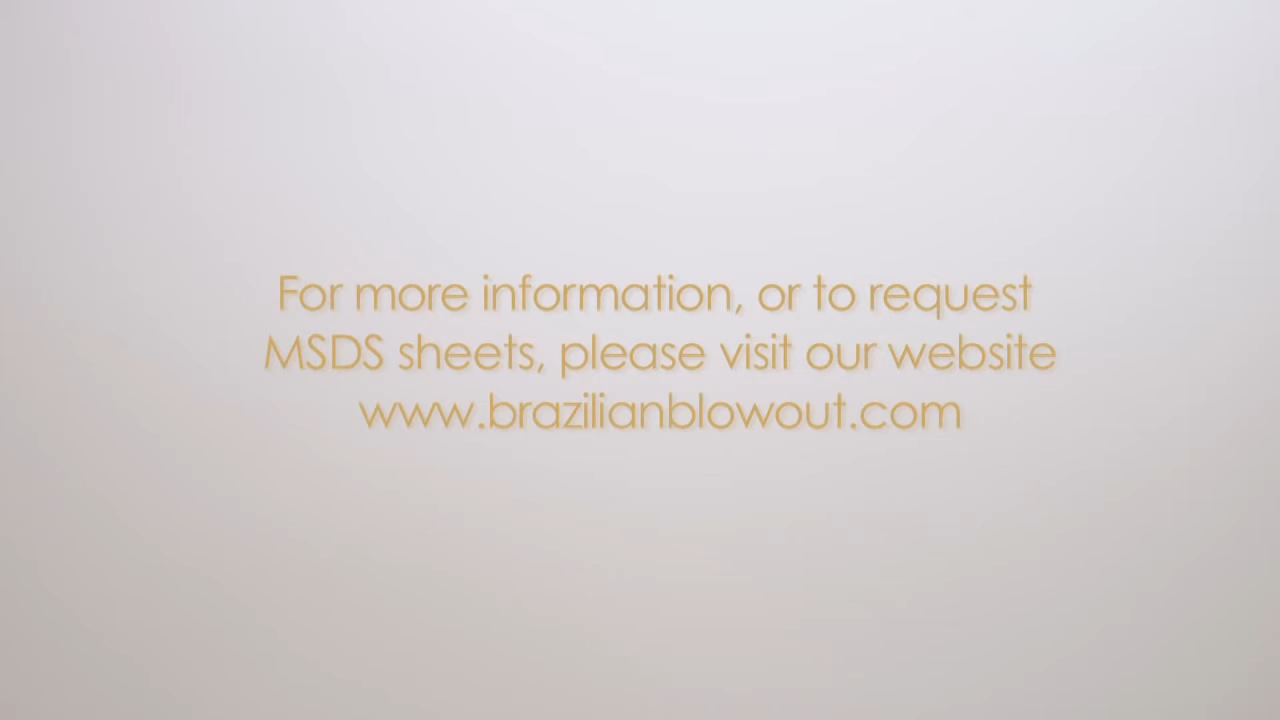 For more information, or to request
MSDS sheets, please visit our website
www.brazilianblowout.com